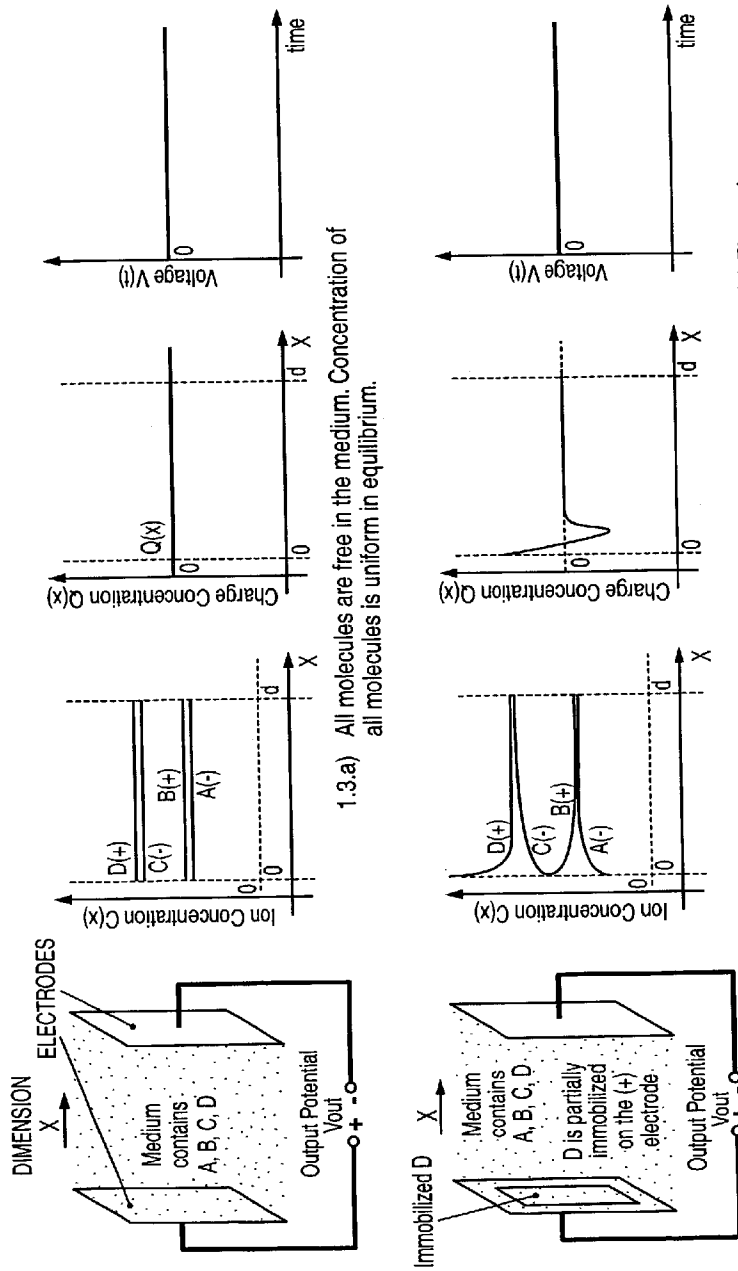 DIMENSION
X
ELECTRODES
Medium
contains
A, B, C, D
Output Potential
Vout
+ -
Ion Concentration C(x)
D(+)
C(-)
B(+)
A(-)
0
0
d
X
Charge Concentration Q(x)
Q(x)
0
0
d
X
Voltage V(t)
0
time
1.3.a) All molecules are free in the medium. Concentration of
all molecules is uniform in equilibrium.
Immobilized D
X
Medium
contains
A, B, C, D
D is partially
immobilized
on the (+)
electrode
Output Potential
Vout
Ion Concentration C(x)
D(+)
C(-)
B(+)
A(-)
0
0
d
X
Charge Concentration Q(x)
0
0
d
X
Voltage V(t)
0
time